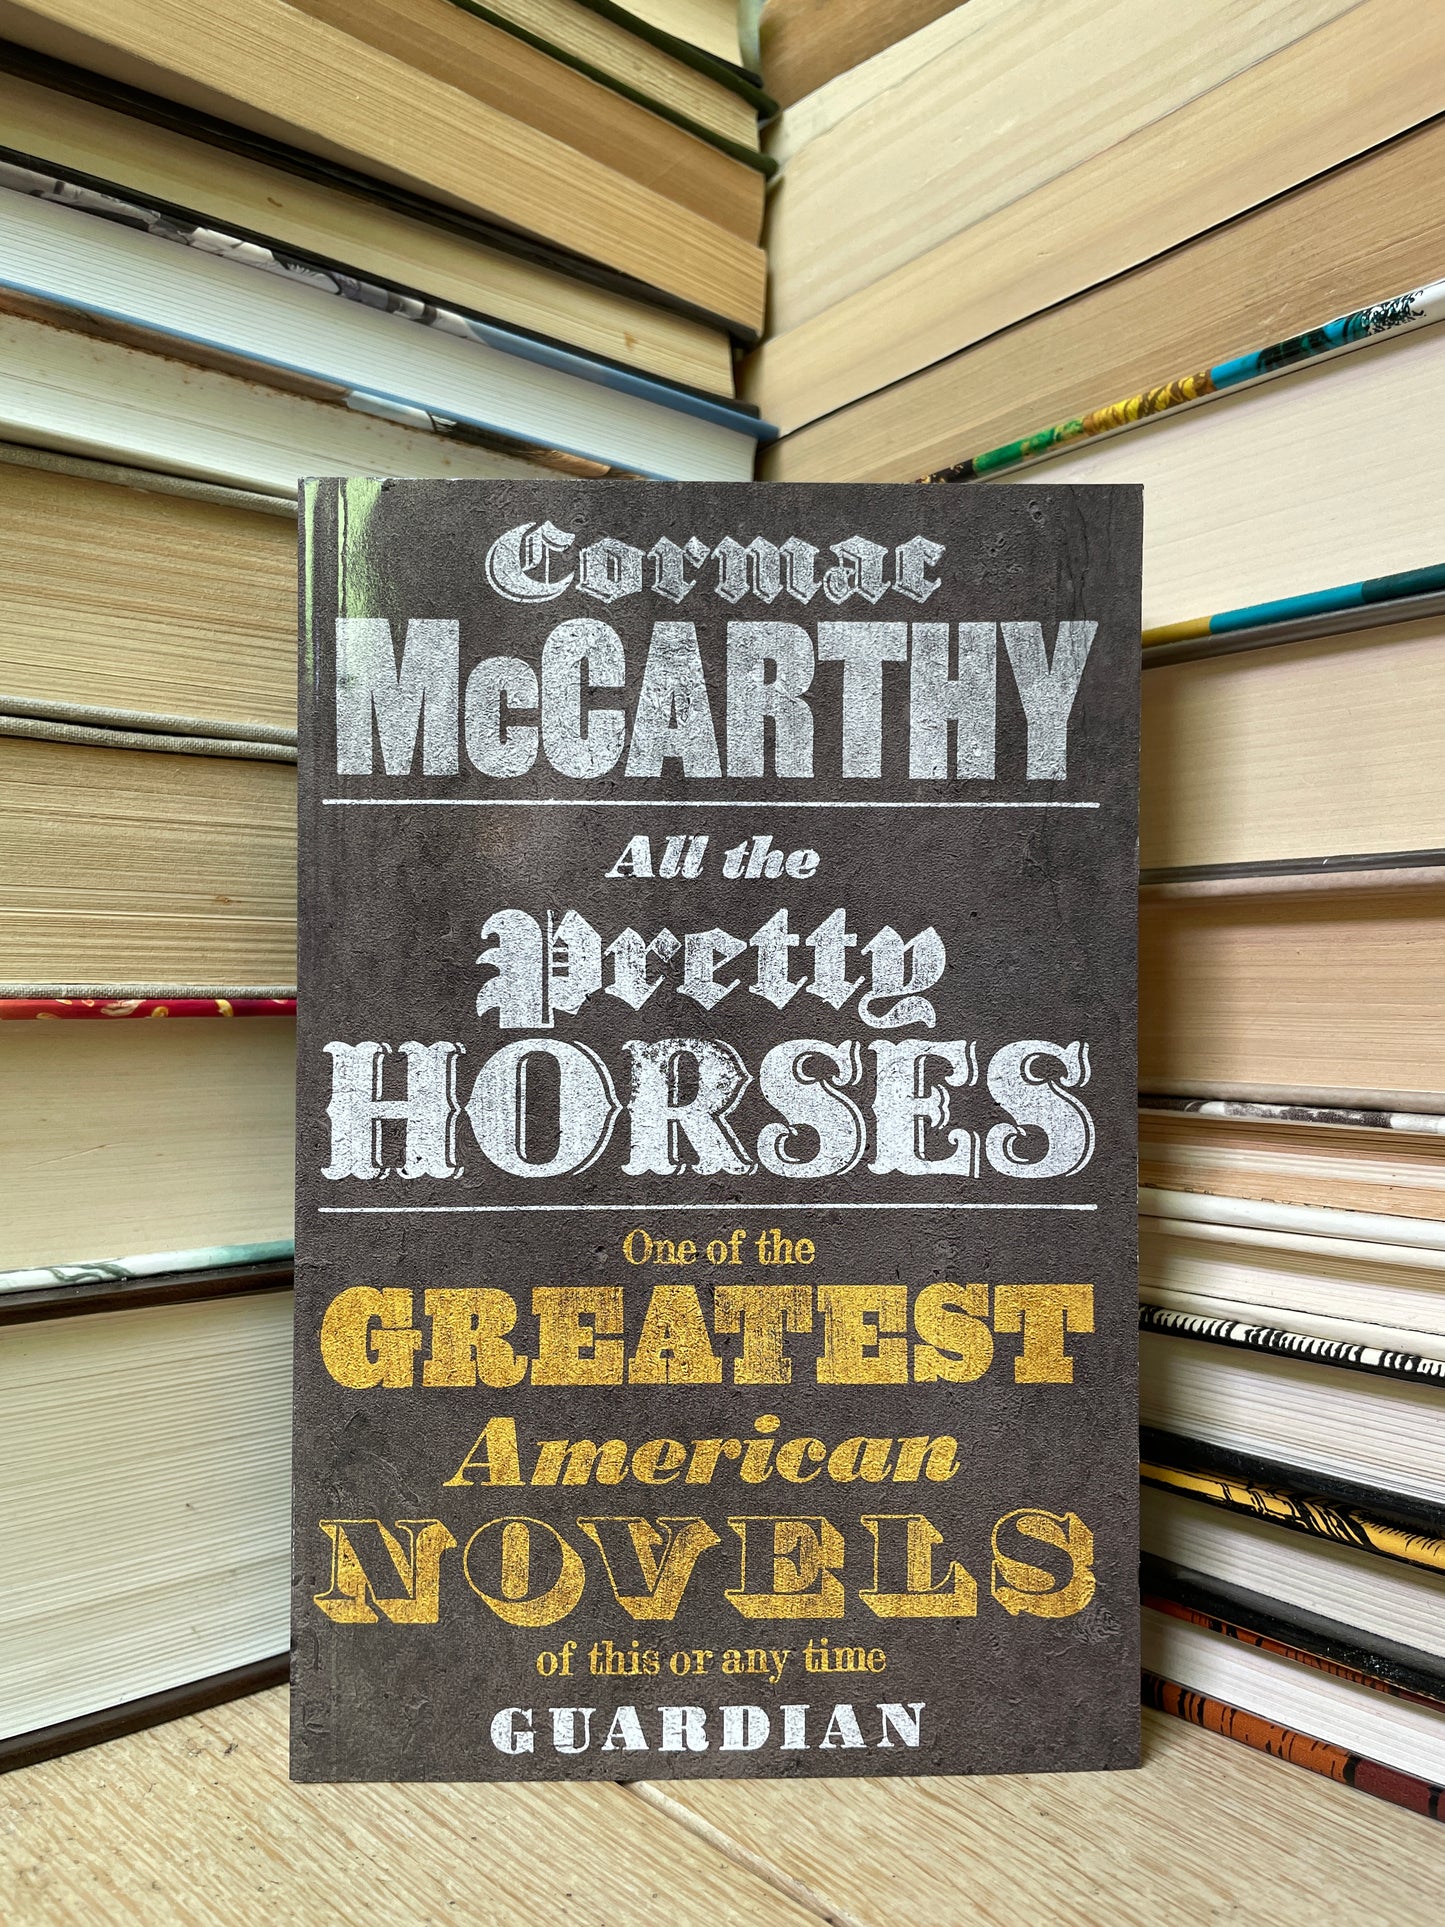 Cormac
McCARTHY
All the
Pretty
HORSES
One of the
GREATEST
American
NOVELS
of this or any time
GUARDIAN